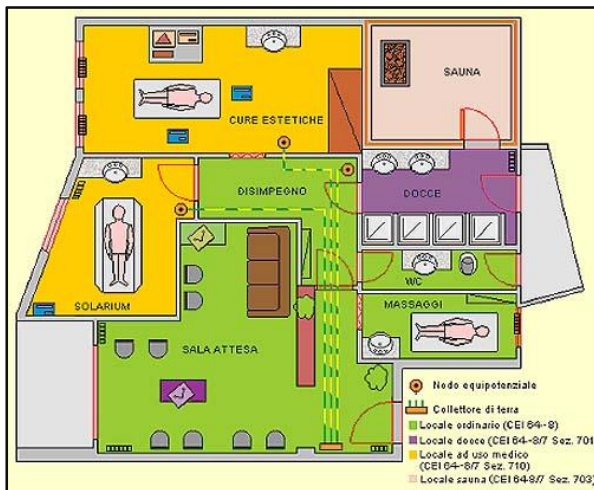 SAUNA
CURE ESTETICHE
DISIMPEGNO
DOCCE
WC
SOLARIUM
MASSAGGI
SALA ATTESA
Nodo equipotenziale
Collettore di terra
Locale ordinario (CEI 64-8)
Locale docce (CEI 64-8/7 Sez. 701
Locale ad uso medico
(CEI 64-8/7 Sez. 710)
Locale sauna (CEI 64-8/7 Sez. 703)